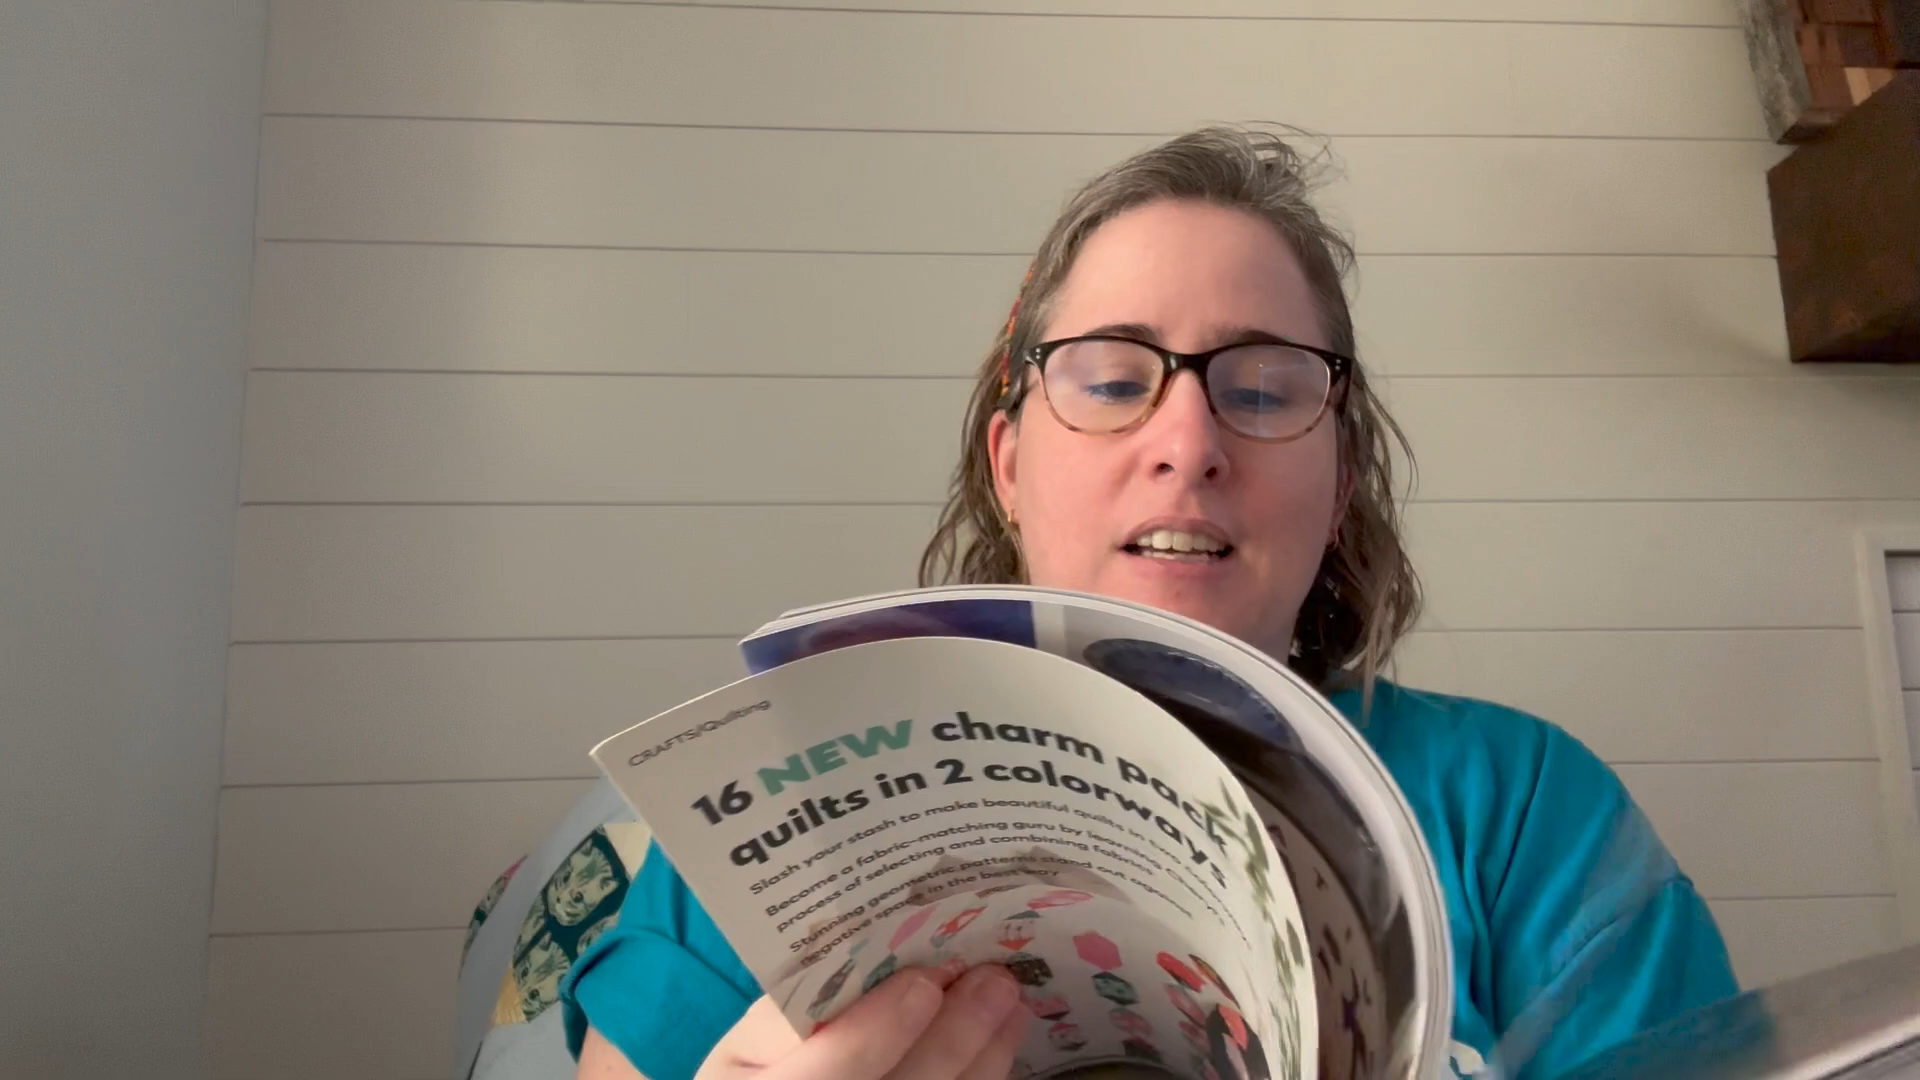 CRAFTS/Quilting
16 NEW charm pack
quilts in 2 colorways
Slash your stash to make beautiful quilts in two
Become a fabric-matching guru by learning
process of selecting and combining fabrics
Stunning geometric patterns stand out against
negative space in the best way